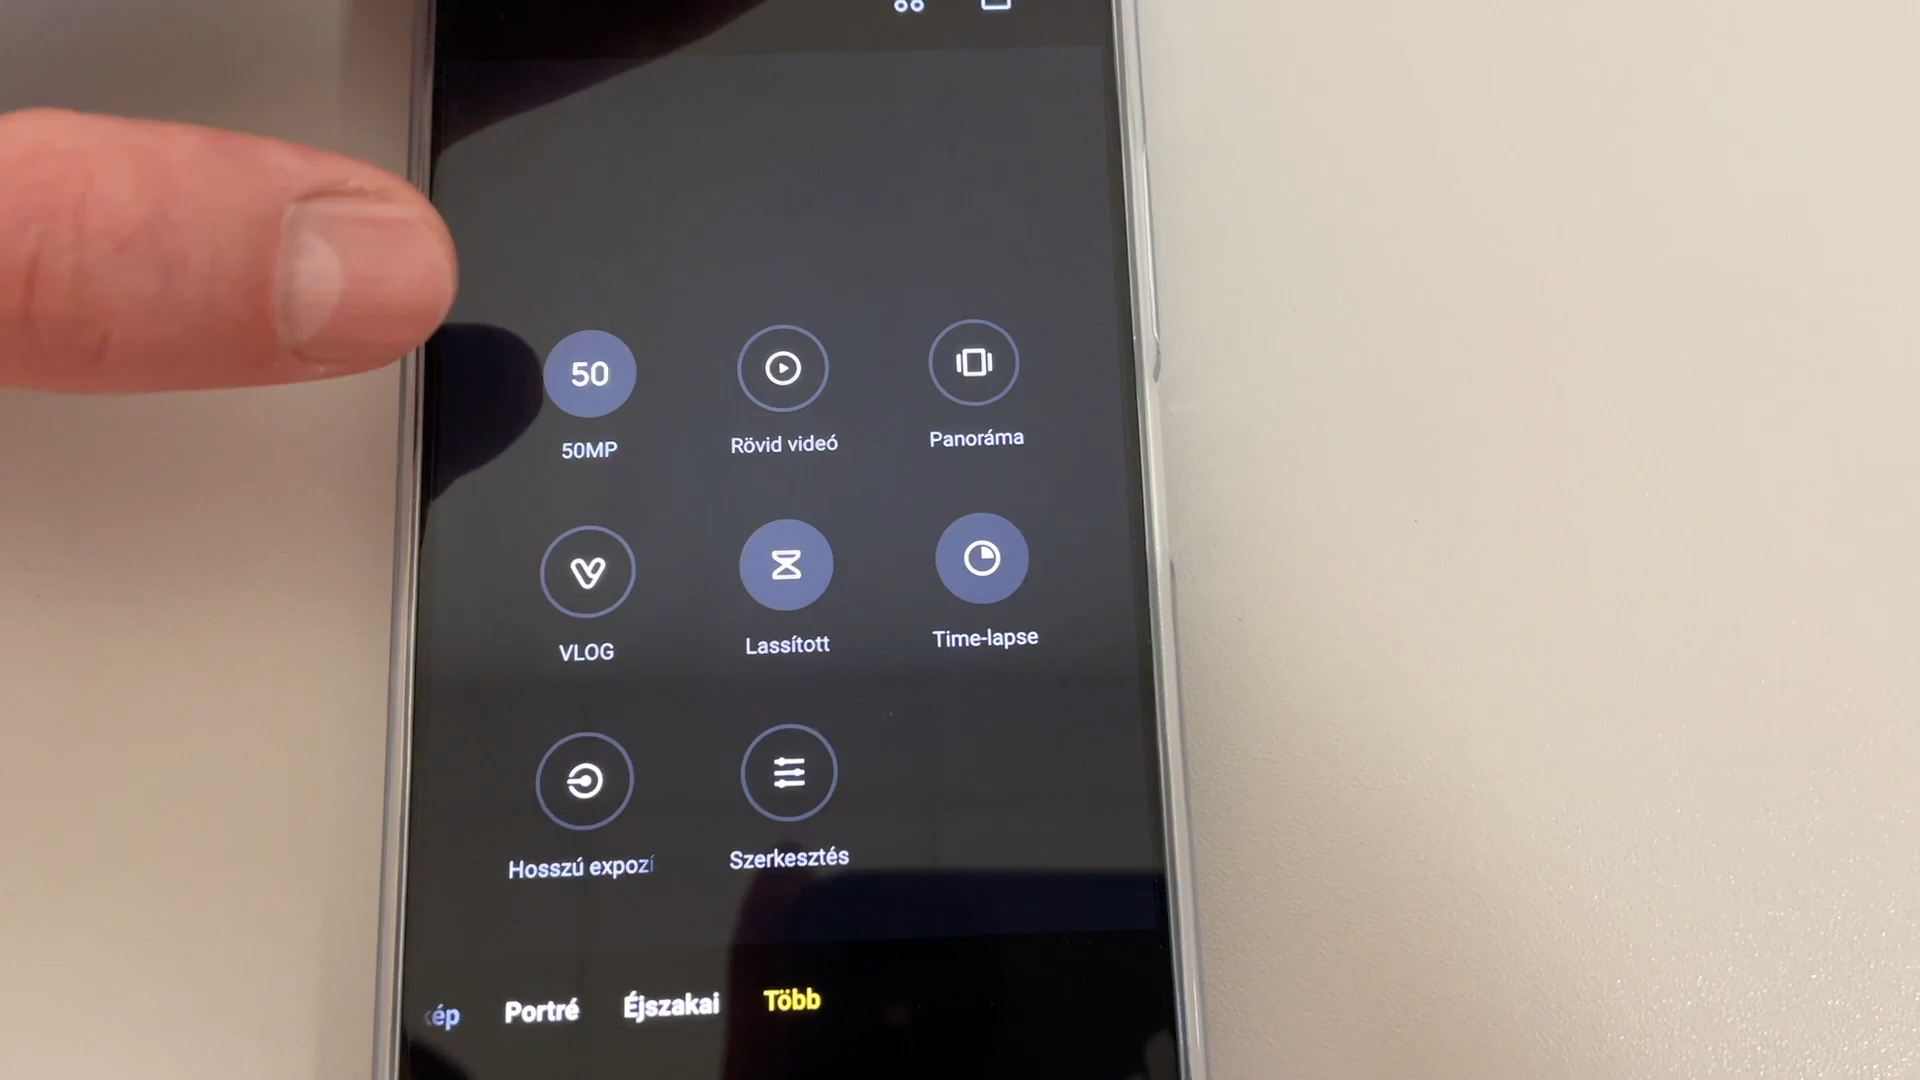 50
50MP
Rövid videó
Panoráma
VLOG
Lassított
Time-lapse
Hosszú expozí
Szerkesztés
kép
Portré
Éjszakai
Több